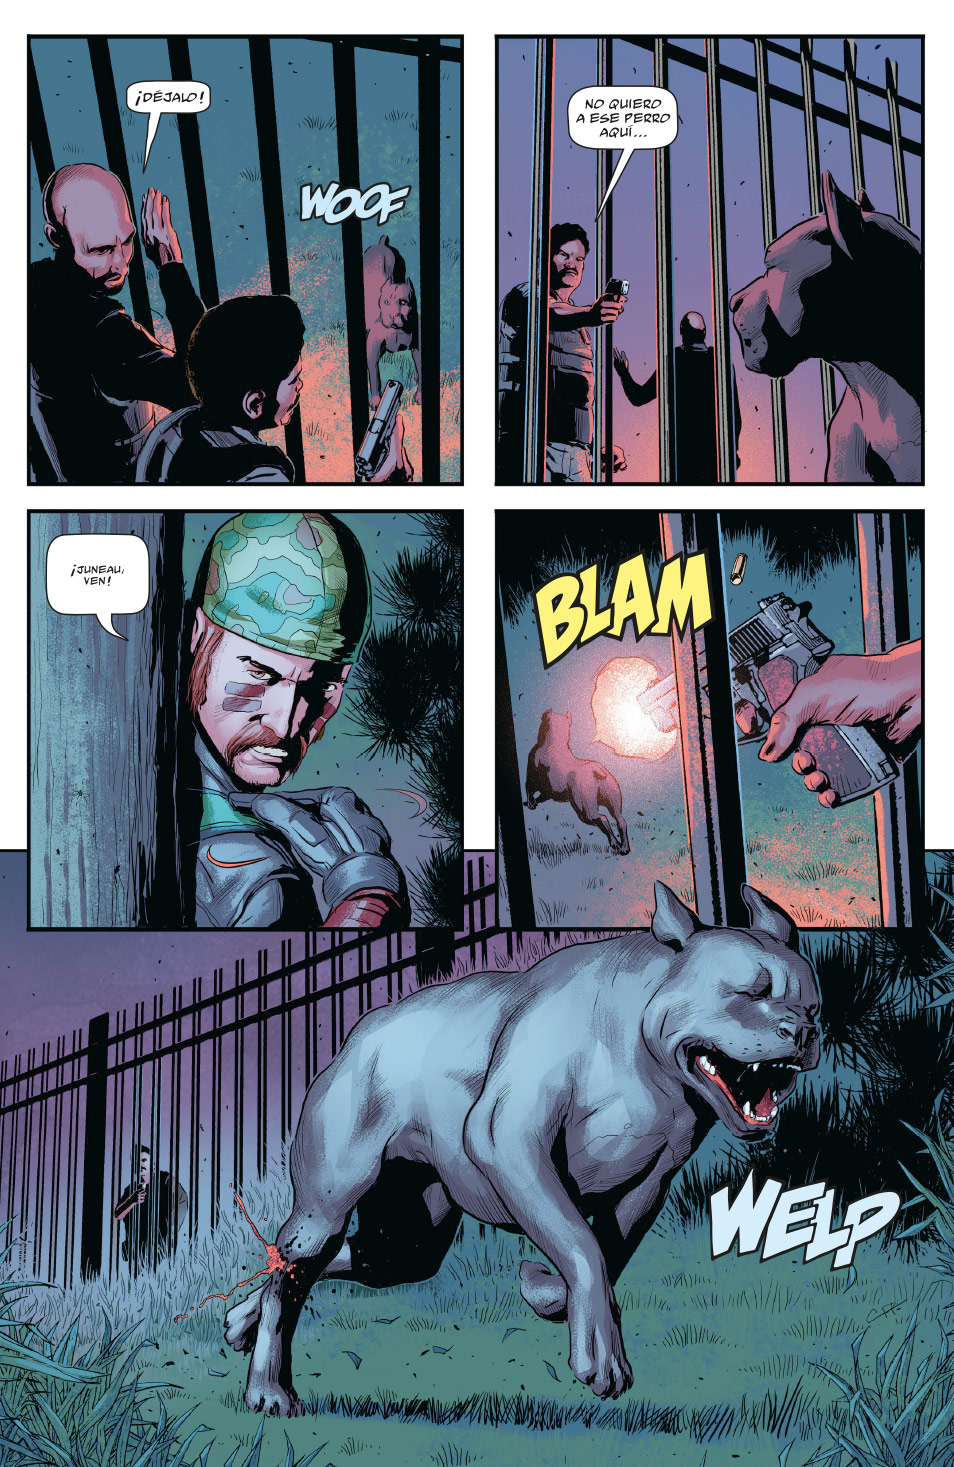 ¡DÉJALO!
WOOF
NO QUIERO
A ESE PERRO
AQUÍ...
¡JUNEAU,
VEN!
BLAM
WELP